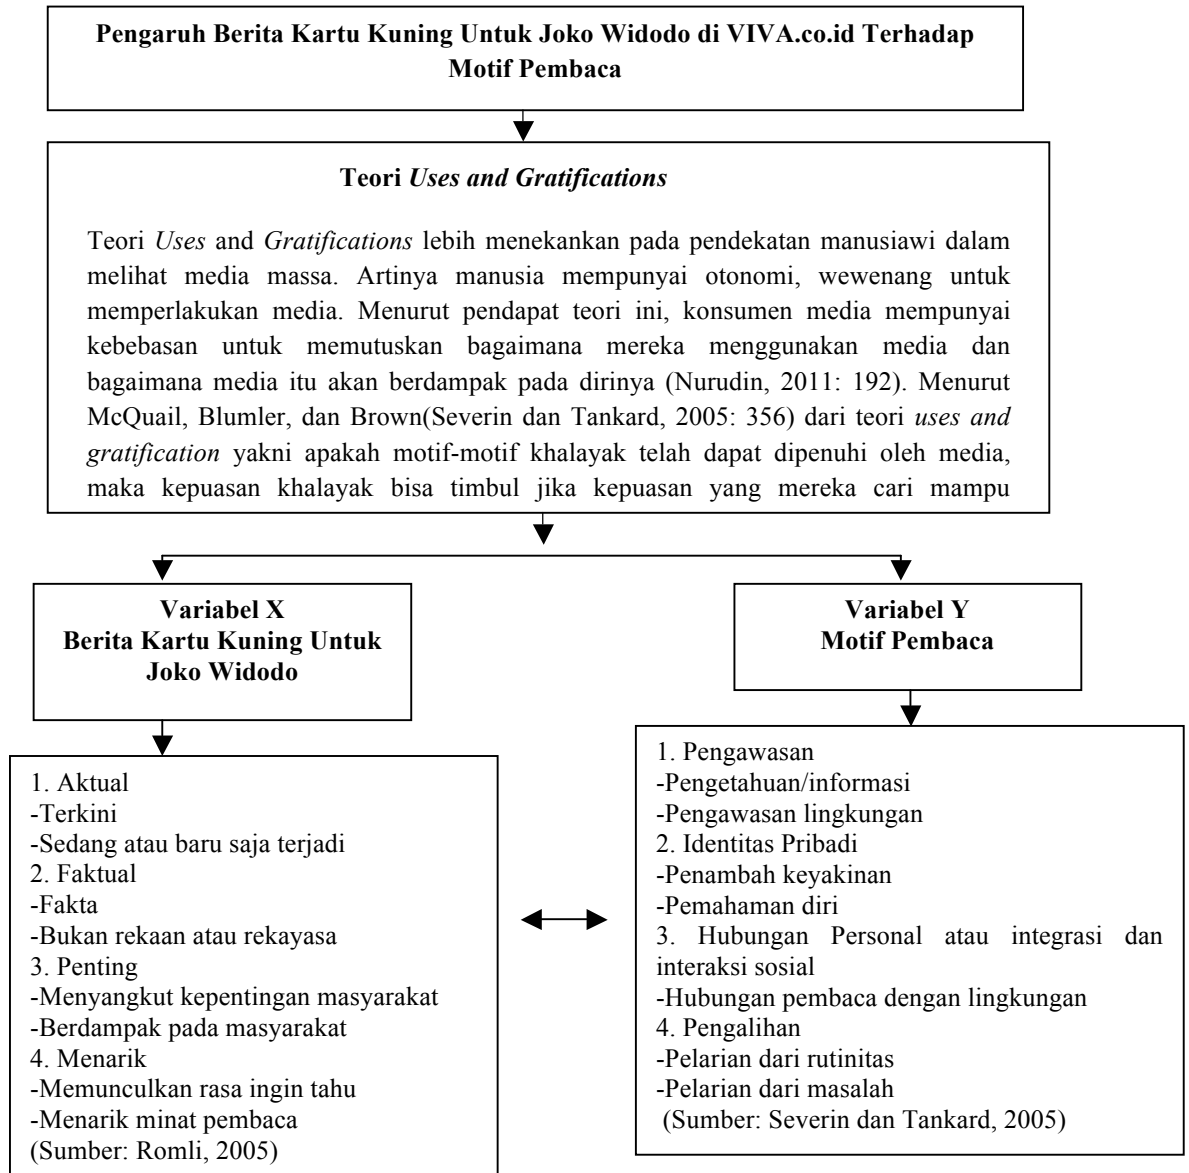 Pengaruh Berita Kartu Kuning Untuk Joko Widodo di VIVA.co.id Terhadap
Motif Pembaca
Teori Uses and Gratifications
Teori Uses and Gratifications lebih menekankan pada pendekatan manusiawi dalam
melihat media massa. Artinya manusia mempunyai otonomi, wewenang untuk
memperlakukan media. Menurut pendapat teori ini, konsumen media mempunyai
kebebasan untuk memutuskan bagaimana mereka menggunakan media dan
bagaimana media itu akan berdampak pada dirinya (Nurudin, 2011: 192). Menurut
McQuail, Blumler, dan Brown(Severin dan Tankard, 2005: 356) dari teori uses and
gratification yakni apakah motif-motif khalayak telah dapat dipenuhi oleh media,
maka kepuasan khalayak bisa timbul jika kepuasan yang mereka cari mampu
Variabel X
Berita Kartu Kuning Untuk
Joko Widodo
Variabel Y
Motif Pembaca
1. Aktual
-Terkini
-Sedang atau baru saja terjadi
2. Faktual
-Fakta
-Bukan rekaan atau rekayasa
3. Penting
-Menyangkut kepentingan masyarakat
-Berdampak pada masyarakat
4. Menarik
-Memunculkan rasa ingin tahu
-Menarik minat pembaca
(Sumber: Romli, 2005)
1. Pengawasan
-Pengetahuan/informasi
-Pengawasan lingkungan
2. Identitas Pribadi
-Penambah keyakinan
-Pemahaman diri
3. Hubungan Personal atau integrasi dan
interaksi sosial
-Hubungan pembaca dengan lingkungan
4. Pengalihan
-Pelarian dari rutinitas
-Pelarian dari masalah
(Sumber: Severin dan Tankard, 2005)